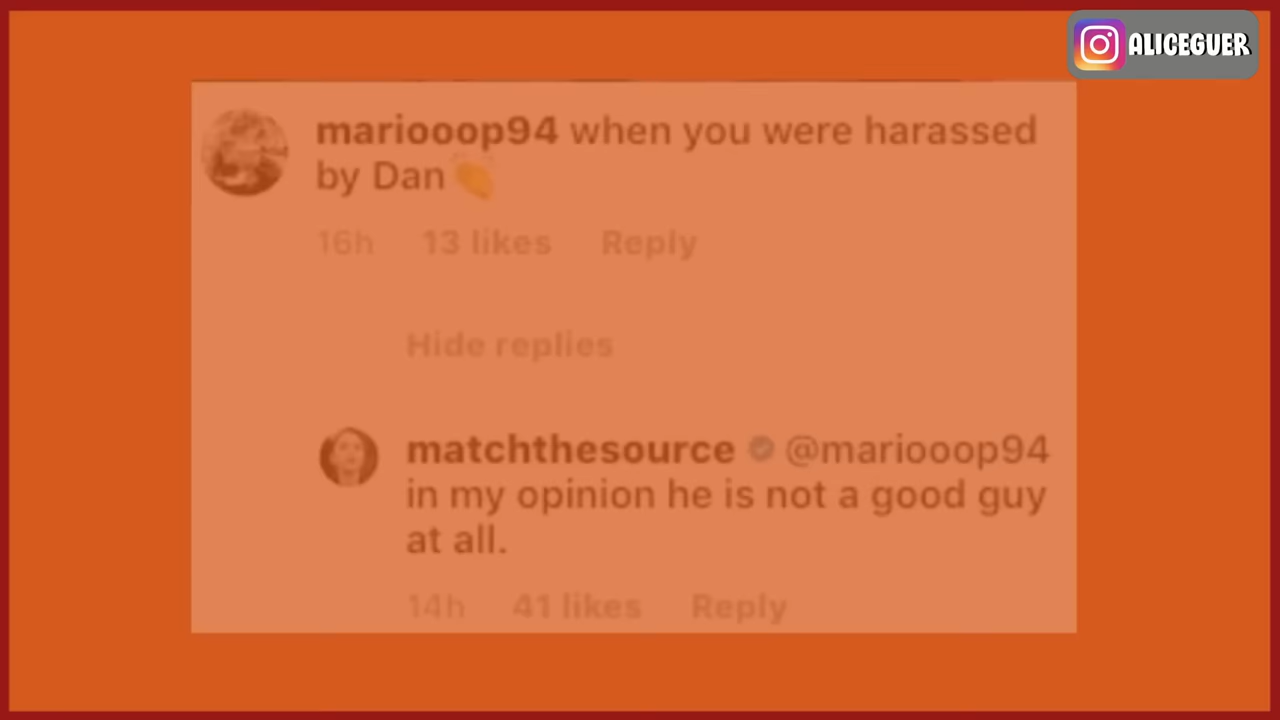 ALICEGUER
mariooop94 when you were harassed
by Dan
16h 13 likes Reply
Hide replies
matchthesource @mariooop94
in my opinion he is not a good guy
at all.
14h 41 likes Reply